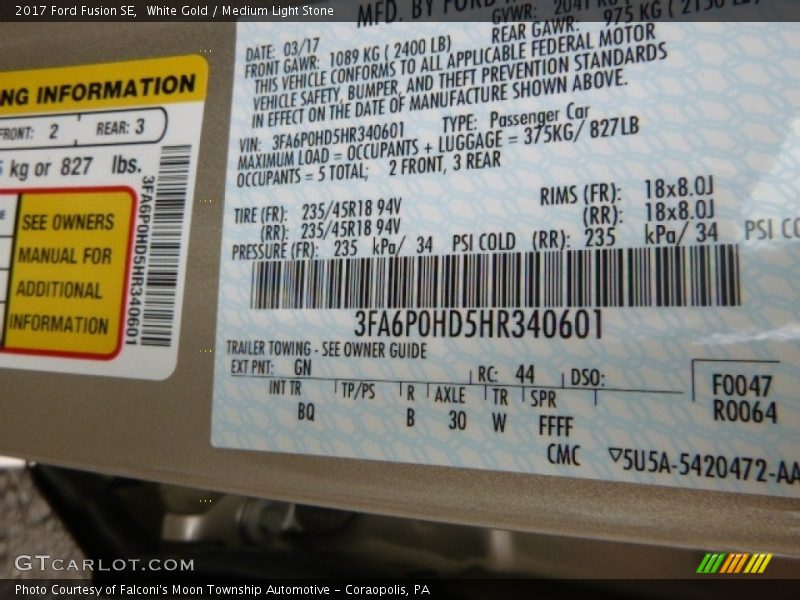 2017 Ford Fusion SE,  White Gold / Medium Light Stone
MFD. BY FORD
GVWR: 2041 KG
DATE: 03/17
REAR GAWR: 975 KG ( 2150 LB)
FRONT GAWR: 1089 KG ( 2400 LB)
THIS VEHICLE CONFORMS TO ALL APPLICABLE FEDERAL MOTOR
VEHICLE SAFETY, BUMPER, AND THEFT PREVENTION STANDARDS
IN EFFECT ON THE DATE OF MANUFACTURE SHOWN ABOVE.
VIN: 3FA6P0HD5HR340601 TYPE: Passenger Car
MAXIMUM LOAD = OCCUPANTS + LUGGAGE = 375KG/ 827LB
OCCUPANTS = 5 TOTAL; 2 FRONT, 3 REAR
TIRE (FR): 235/45R18 94V RIMS (FR): 18x8.0J
(RR): 235/45R18 94V (RR): 18x8.0J
PRESSURE (FR): 235 kPa/ 34 PSI COLD (RR): 235 kPa/ 34 PSI CO
3FA6P0HD5HR340601
TRAILER TOWING - SEE OWNER GUIDE
EXT PNT: GN RC: 44 DSO:
INT TR TP/PS R AXLE TR SPR
BQ B 30 W FFFF
F0047
R0064
CMC ▽5U5A-5420472-AA
NG INFORMATION
FRONT: 2 REAR: 3
kg or 827 lbs.
SEE OWNERS
MANUAL FOR
ADDITIONAL
INFORMATION
3FA6P0HD5HR340601
GTCARLOT.COM
Photo Courtesy of Falconi's Moon Township Automotive - Coraopolis, PA